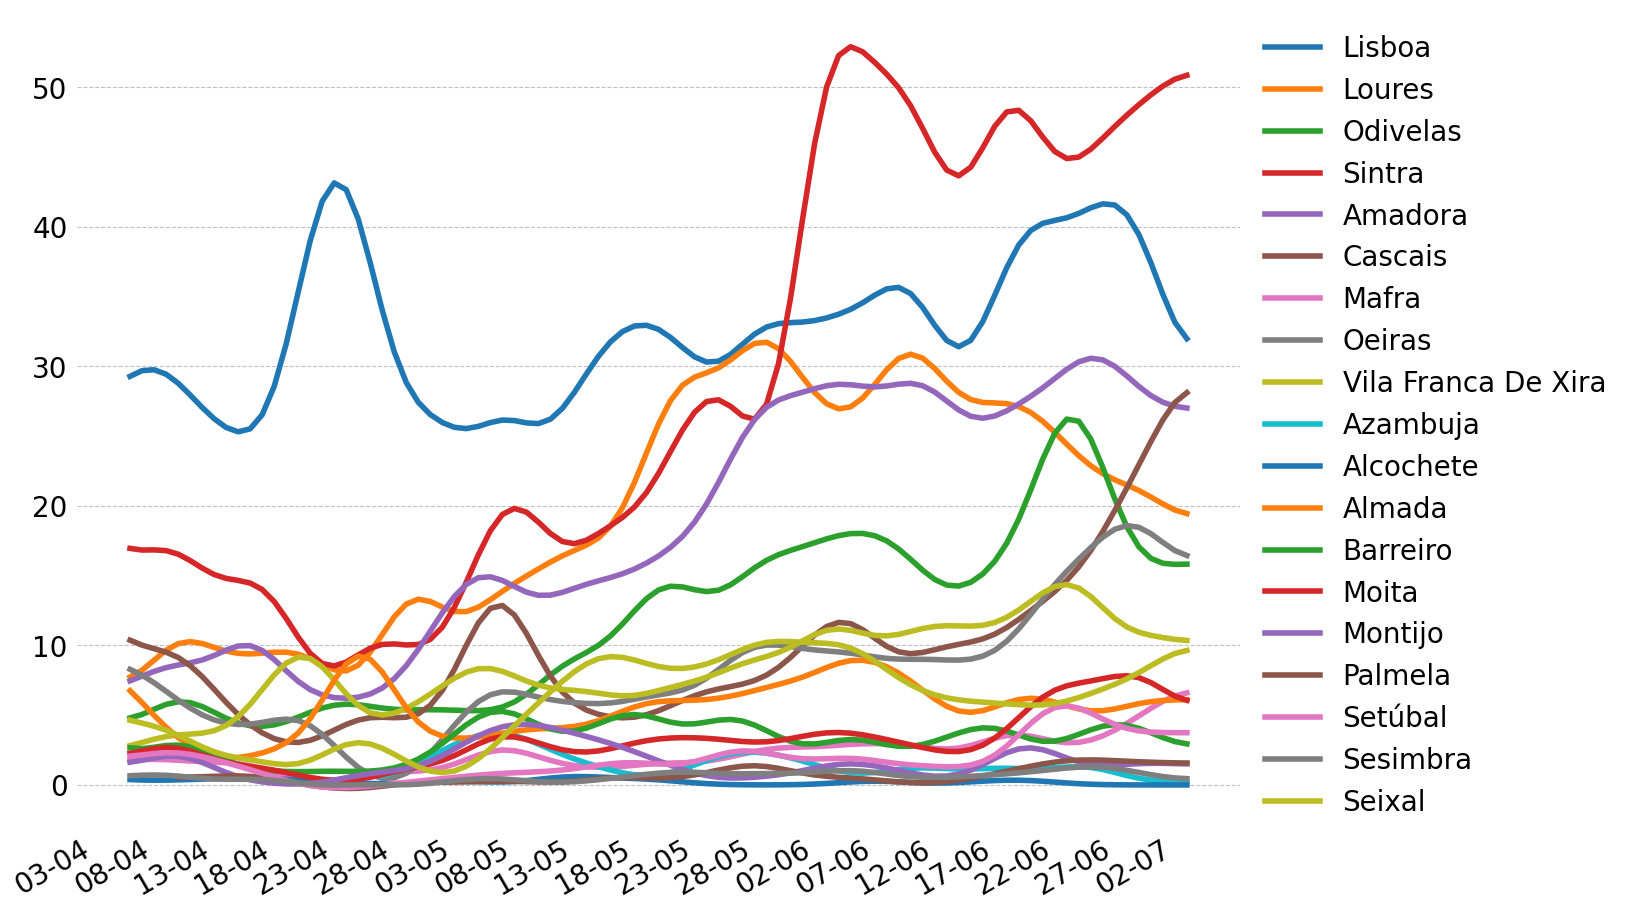 50
40
30
20
10
0
03-04
08-04
13-04
18-04
23-04
28-04
03-05
08-05
13-05
18-05
23-05
28-05
02-06
07-06
12-06
17-06
22-06
27-06
02-07
Lisboa
Loures
Odivelas
Sintra
Amadora
Cascais
Mafra
Oeiras
Vila Franca De Xira
Azambuja
Alcochete
Almada
Barreiro
Moita
Montijo
Palmela
Setúbal
Sesimbra
Seixal